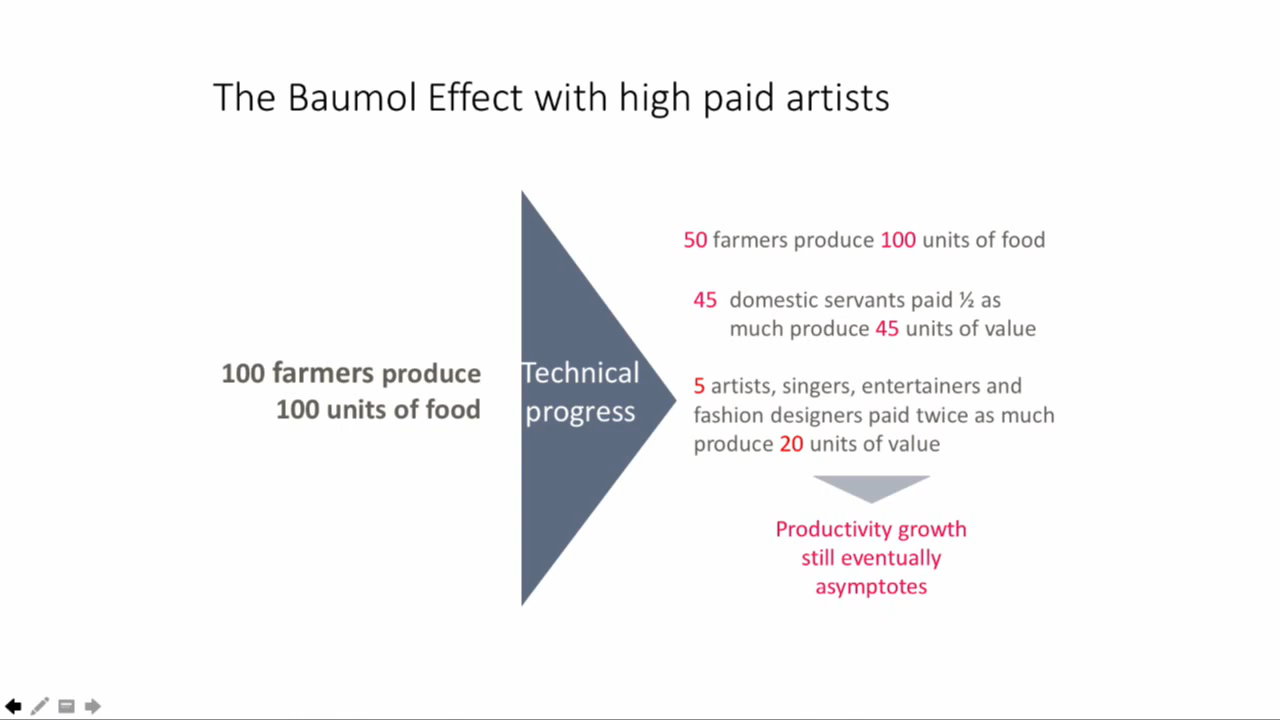 The Baumol Effect with high paid artists
100 farmers produce
100 units of food
Technical
progress
50 farmers produce 100 units of food
45 domestic servants paid ½ as
much produce 45 units of value
5 artists, singers, entertainers and
fashion designers paid twice as much
produce 20 units of value
Productivity growth
still eventually
asymptotes